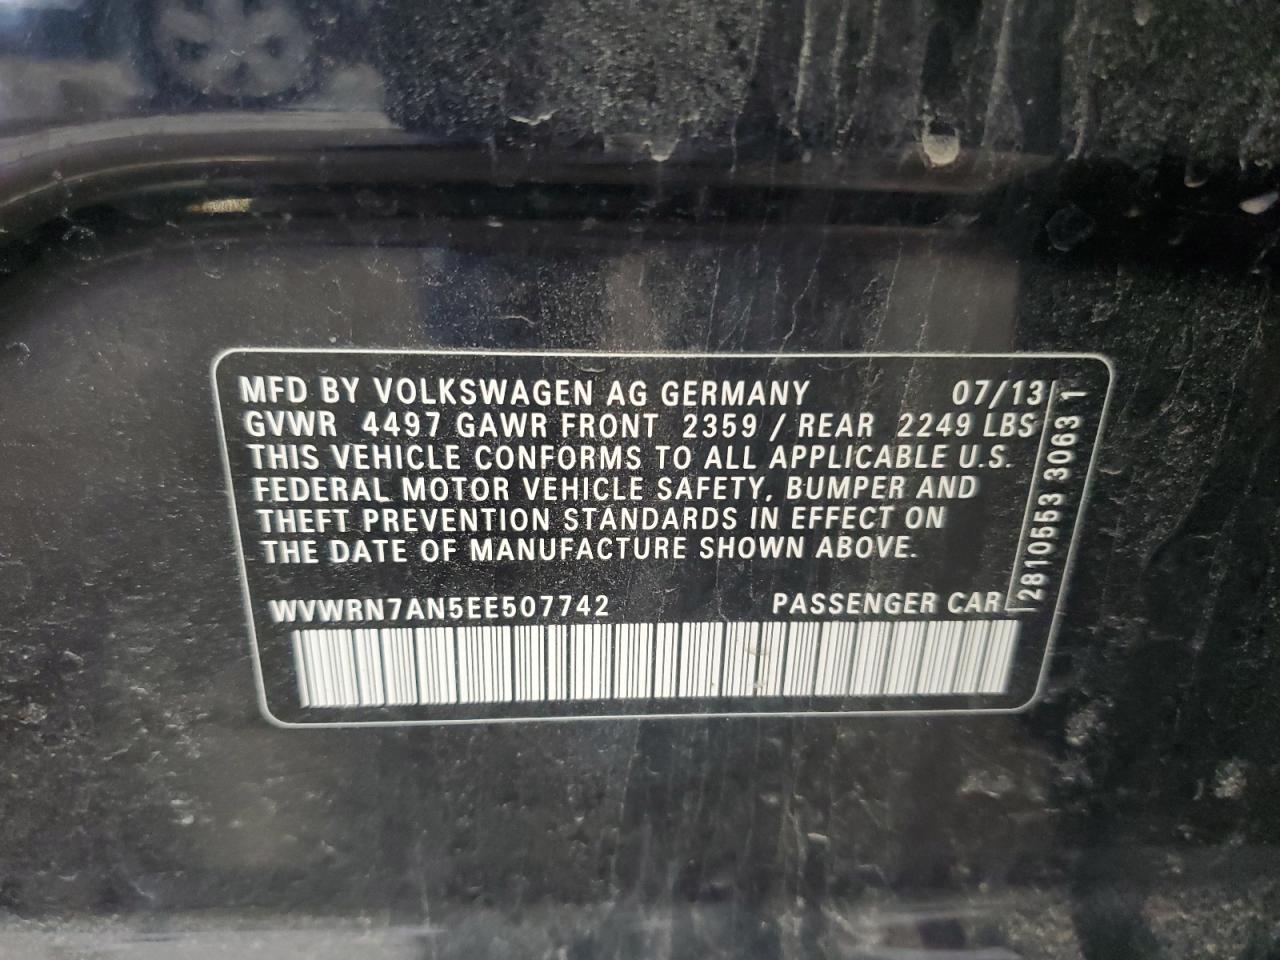 MFD BY VOLKSWAGEN AG GERMANY 07/13
GVWR 4497 GAWR FRONT 2359 / REAR 2249 LBS
THIS VEHICLE CONFORMS TO ALL APPLICABLE U.S.
FEDERAL MOTOR VEHICLE SAFETY, BUMPER AND
THEFT PREVENTION STANDARDS IN EFFECT ON
THE DATE OF MANUFACTURE SHOWN ABOVE.
WVWRN7AN5EE507742 PASSENGER CAR
2810553 3063 1